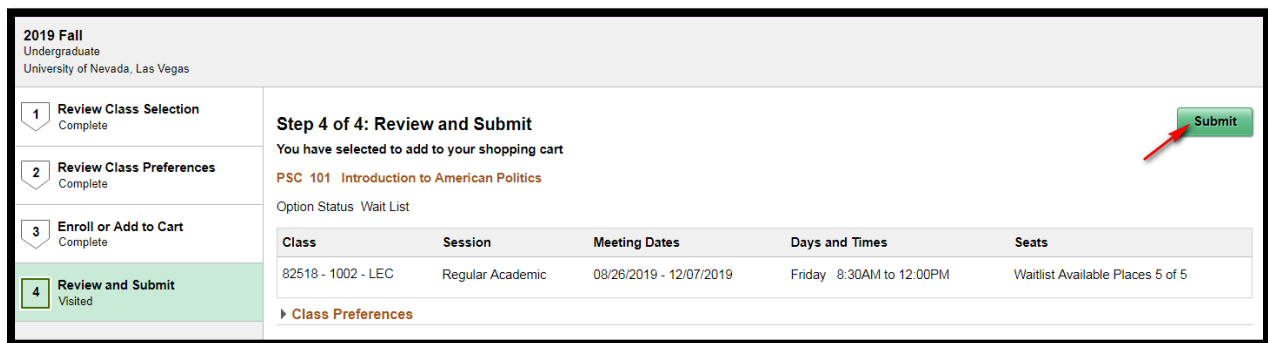 2019 Fall
Undergraduate
University of Nevada, Las Vegas
1 Review Class Selection
Complete
2 Review Class Preferences
Complete
3 Enroll or Add to Cart
Complete
4 Review and Submit
Visited
Step 4 of 4: Review and Submit
Submit
You have selected to add to your shopping cart
PSC 101 Introduction to American Politics
Option Status Wait List
Class Session Meeting Dates Days and Times Seats
82518 - 1002 - LEC Regular Academic 08/26/2019 - 12/07/2019 Friday 8:30AM to 12:00PM Waitlist Available Places 5 of 5
Class Preferences